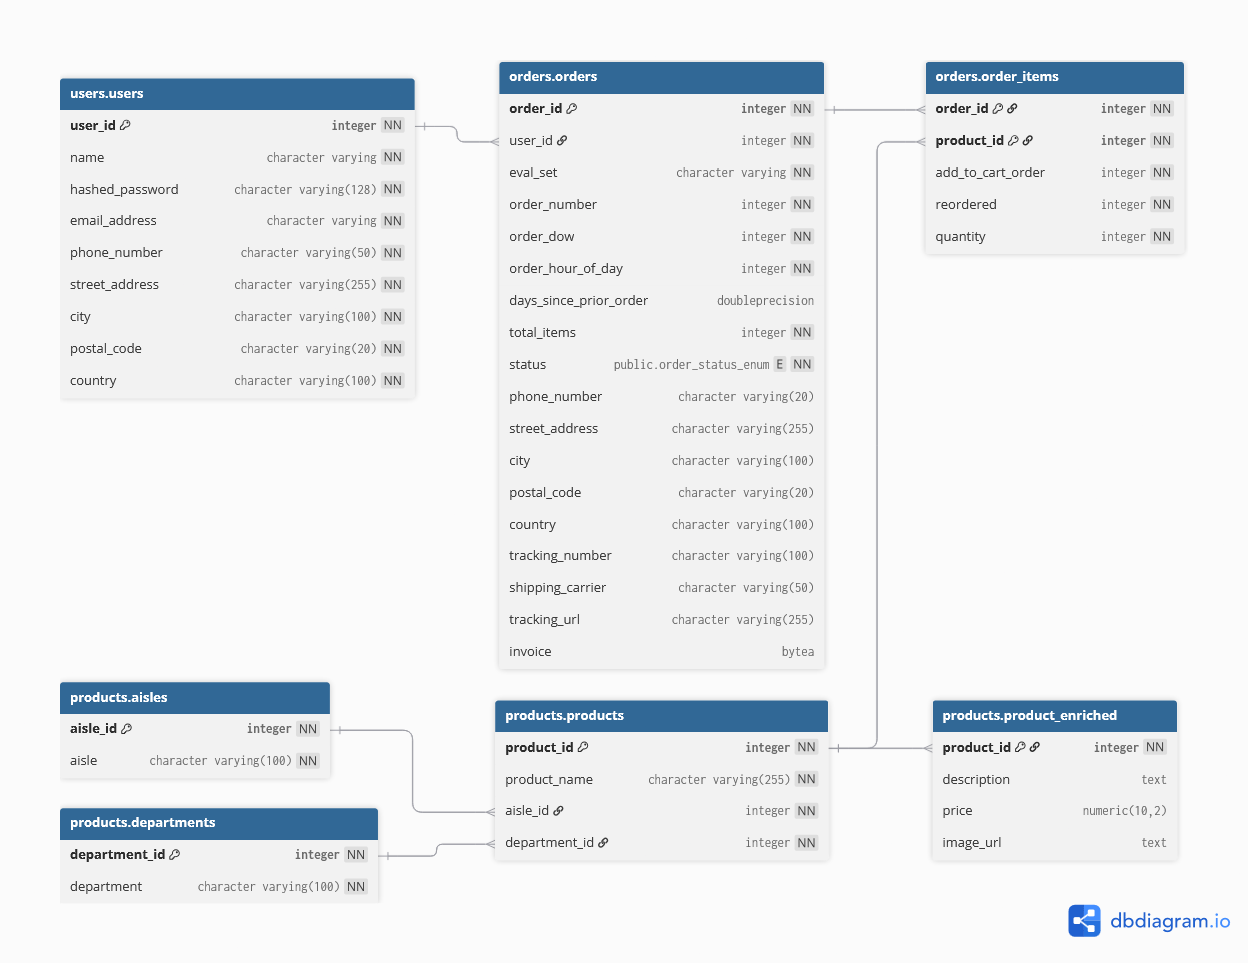 users.users
user_id integer NN
name character varying NN
hashed_password character varying(128) NN
email_address character varying NN
phone_number character varying(50) NN
street_address character varying(255) NN
city character varying(100) NN
postal_code character varying(20) NN
country character varying(100) NN
orders.orders
order_id integer NN
user_id integer NN
eval_set character varying NN
order_number integer NN
order_dow integer NN
order_hour_of_day integer NN
days_since_prior_order doubleprecision
total_items integer NN
status public.order_status_enum E NN
phone_number character varying(20)
street_address character varying(255)
city character varying(100)
postal_code character varying(20)
country character varying(100)
tracking_number character varying(100)
shipping_carrier character varying(50)
tracking_url character varying(255)
invoice bytea
orders.order_items
order_id integer NN
product_id integer NN
add_to_cart_order integer NN
reordered integer NN
quantity integer NN
products.aisles
aisle_id integer NN
aisle character varying(100) NN
products.departments
department_id integer NN
department character varying(100) NN
products.products
product_id integer NN
product_name character varying(255) NN
aisle_id integer NN
department_id integer NN
products.product_enriched
product_id integer NN
description text
price numeric(10,2)
image_url text
dbdiagram.io